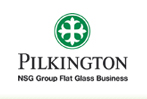 PILKINGTON
NSG Group Flat Glass Business